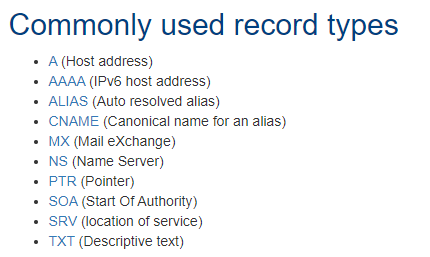 Commonly used record types
A (Host address)
AAAA (IPv6 host address)
ALIAS (Auto resolved alias)
CNAME (Canonical name for an alias)
MX (Mail eXchange)
NS (Name Server)
PTR (Pointer)
SOA (Start Of Authority)
SRV (location of service)
TXT (Descriptive text)